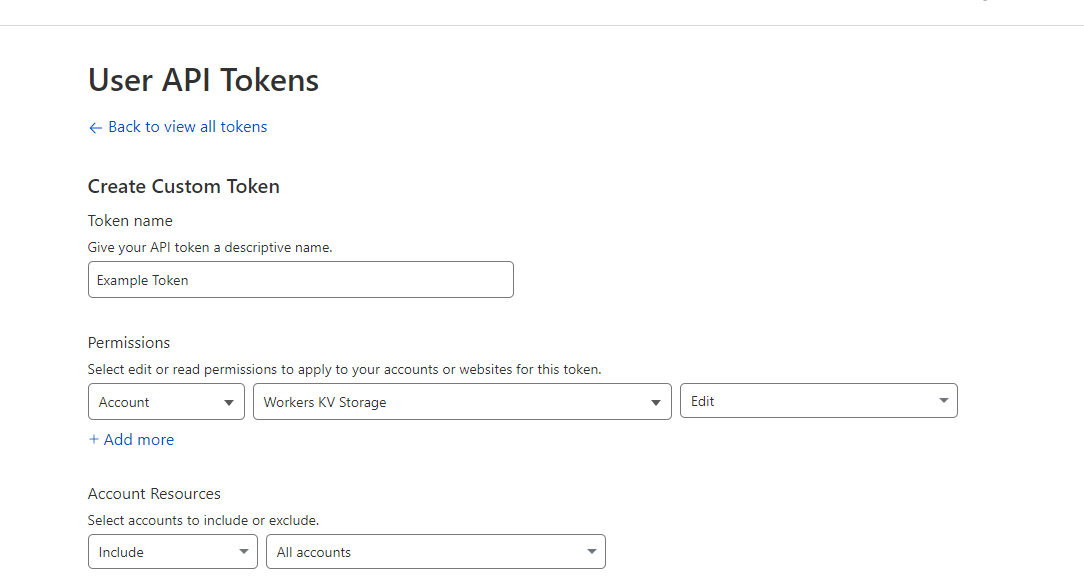 User API Tokens
← Back to view all tokens
Create Custom Token
Token name
Give your API token a descriptive name.
Example Token
Permissions
Select edit or read permissions to apply to your accounts or websites for this token.
Account Workers KV Storage Edit
+ Add more
Account Resources
Select accounts to include or exclude.
Include All accounts